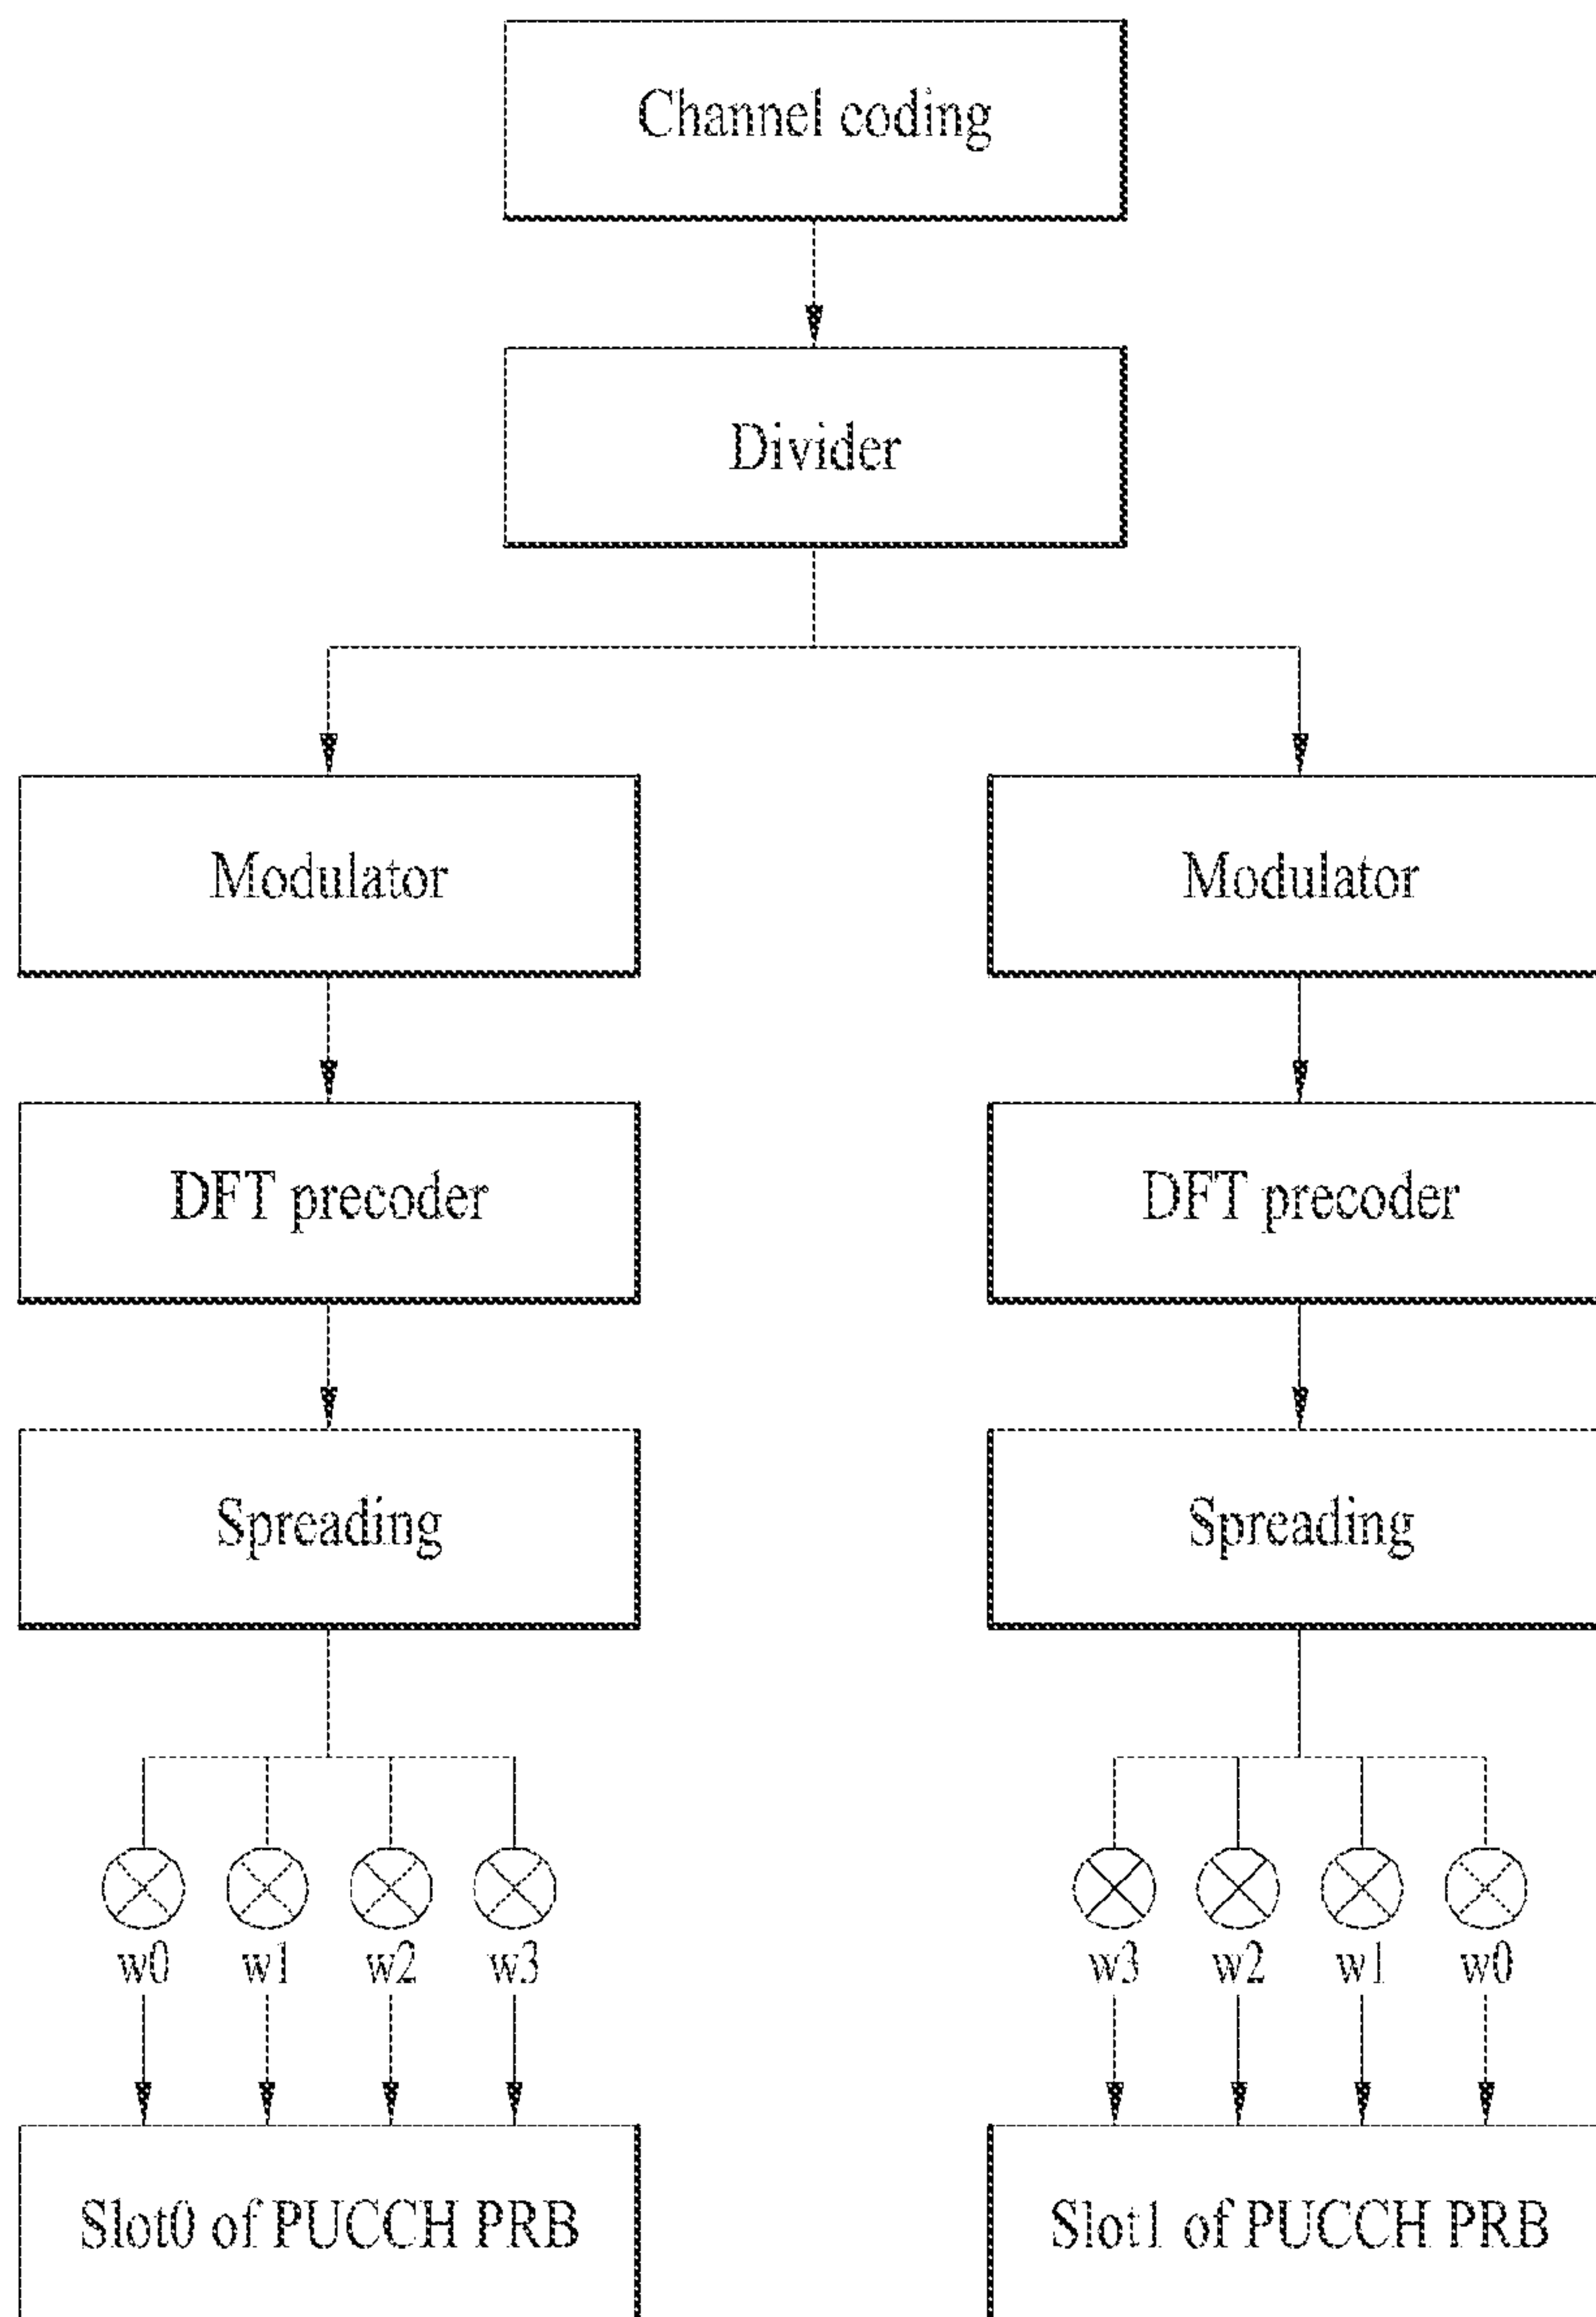 Channel coding
Divider
Modulator
Modulator
DFT precoder
DFT precoder
Spreading
Spreading
w0 w1 w2 w3
w3 w2 w1 w0
Slot0 of PUCCH PRB
Slot1 of PUCCH PRB